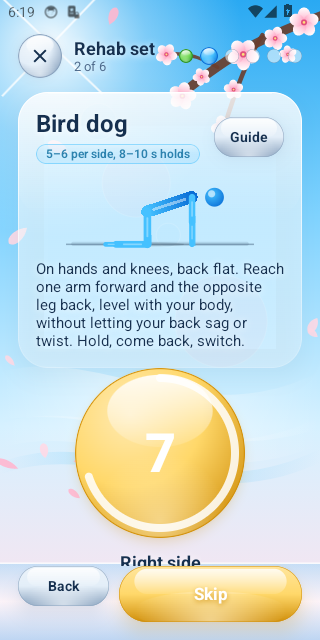 6:19
Rehab set
2 of 6
Bird dog
Guide
5–6 per side, 8–10 s holds
On hands and knees, back flat. Reach
one arm forward and the opposite
leg back, level with your body,
without letting your back sag or
twist. Hold, come back, switch.
7
Right side
Back
Skip